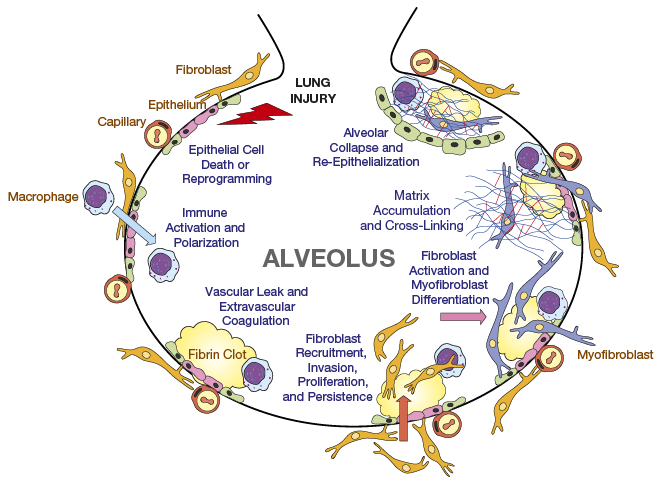 Fibroblast
LUNG
INJURY
Epithelium
Capillary
Epithelial Cell
Death or
Reprogramming
Alveolar
Collapse and
Re-Epithelialization
Macrophage
Immune
Activation and
Polarization
Matrix
Accumulation
and Cross-Linking
ALVEOLUS
Fibroblast
Activation and
Myofibroblast
Differentiation
Vascular Leak and
Extravascular
Coagulation
Fibrin Clot
Fibroblast
Recruitment,
Invasion,
Proliferation,
and Persistence
Myofibroblast